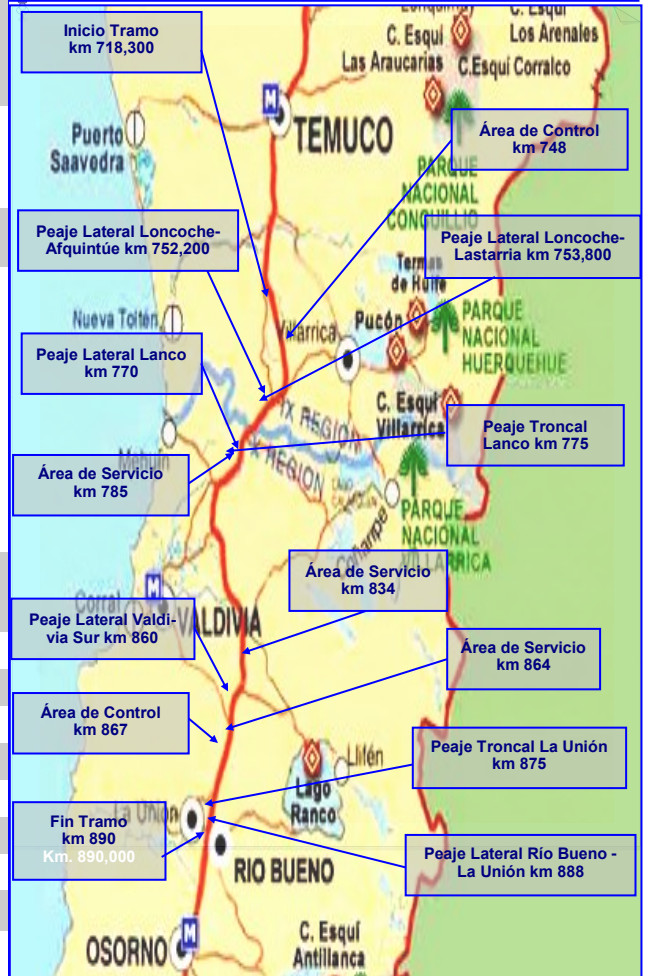 C. Esquí
Los Arenales
C. Esquí
Las Araucarias
C.Esquí Corralco
Inicio Tramo
km 718,300
M
TEMUCO
Puerto
Saavedra
Área de Control
km 748
PARQUE
NACIONAL
CONGUILLIO
Peaje Lateral Loncoche-
Afquintúe km 752,200
Peaje Lateral Loncoche-
Lastarria km 753,800
Termas
de Huife
Nueva Toltén
Villarrica
Pucón
PARQUE
NACIONAL
HUERQUEHUE
Peaje Lateral Lanco
km 770
C. Esquí
Villarrica
IX REGION
X REGION
Peaje Troncal
Lanco km 775
Mehuín
Área de Servicio
km 785
PARQUE
NACIONAL
VILLARRICA
Área de Servicio
km 834
M
Corral
VALDIVIA
Peaje Lateral Valdi-
via Sur km 860
Área de Servicio
km 864
Área de Control
km 867
Peaje Troncal La Unión
km 875
Llifén
Lago
Ranco
La Unión
Fin Tramo
km 890
Km. 890,000
RIO BUENO
Peaje Lateral Río Bueno -
La Unión km 888
M
OSORNO
C. Esquí
Antillanca